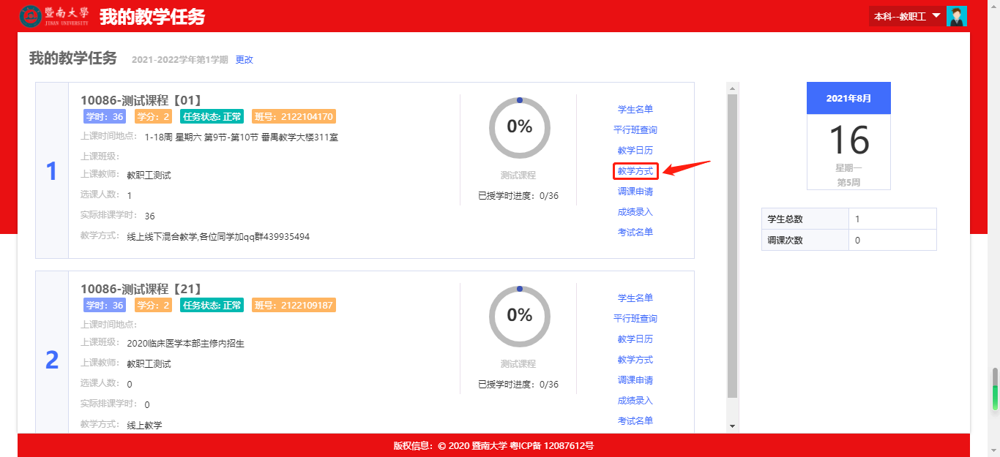 暨南大學
JINAN UNIVERSITY
我的教学任务
本科--教职工
我的教学任务
2021-2022学年第1学期 更改
1
10086-测试课程【01】
学时: 36 学分: 2 任务状态: 正常 班号: 2122104170
上课时间地点: 1-18周 星期六 第9节-第10节 番禺教学大楼311室
上课班级:
上课教师: 教职工测试
选课人数: 1
实际排课学时: 36
教学方式: 线上线下混合教学,各位同学加qq群439935494
0%
测试课程
已授学时进度: 0/36
学生名单
平行班查询
教学日历
教学方式
调课申请
成绩录入
考试名单
2
10086-测试课程【21】
学时: 36 学分: 2 任务状态: 正常 班号: 2122109187
上课时间地点:
上课班级: 2020临床医学本部主修内招生
上课教师: 教职工测试
选课人数: 0
实际排课学时: 0
教学方式: 线上教学
0%
测试课程
已授学时进度: 0/36
学生名单
平行班查询
教学日历
教学方式
调课申请
成绩录入
考试名单
2021年8月
16
星期一
第5周
学生总数 1
调课次数 0
版权信息: © 2020 暨南大学 粤ICP备 12087612号